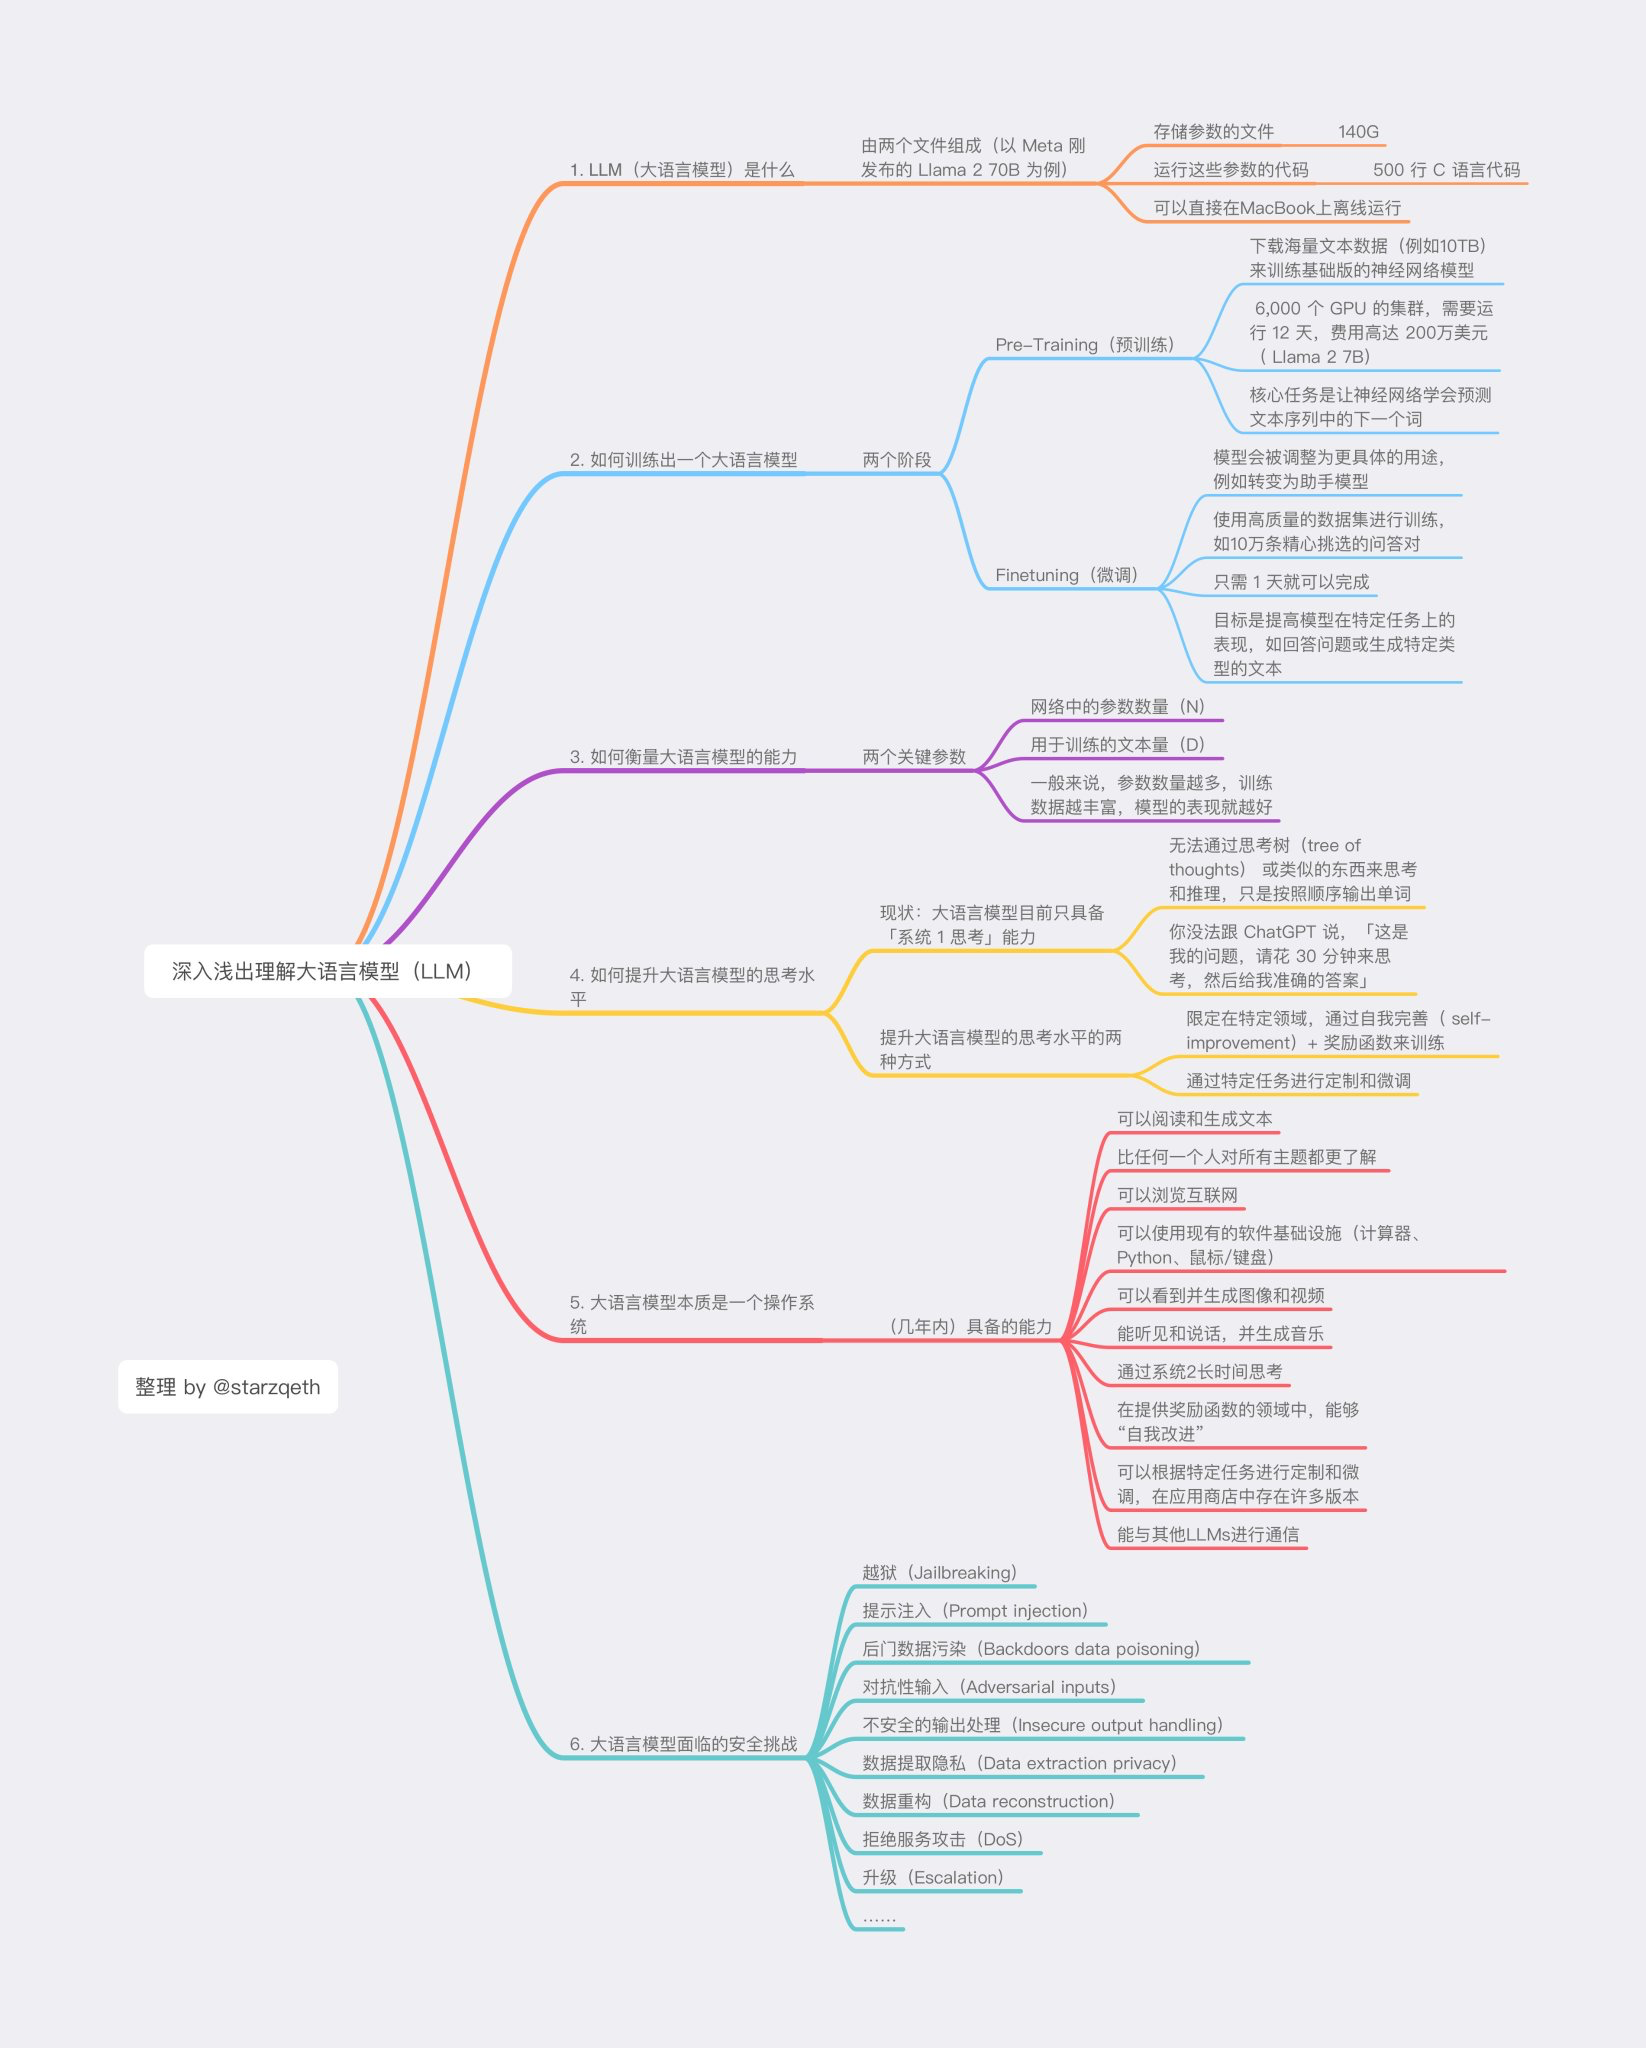 1. LLM（大语言模型）是什么
由两个文件组成（以 Meta 刚
发布的 Llama 2 70B 为例）
存储参数的文件
140G
运行这些参数的代码
500 行 C 语言代码
可以直接在MacBook上离线运行
2. 如何训练出一个大语言模型
两个阶段
Pre-Training（预训练）
下载海量文本数据（例如10TB）
来训练基础版的神经网络模型
6,000 个 GPU 的集群，需要运
行 12 天，费用高达 200万美元
（ Llama 2 7B）
核心任务是让神经网络学会预测
文本序列中的下一个词
Finetuning（微调）
模型会被调整为更具体的用途，
例如转变为助手模型
使用高质量的数据集进行训练，
如10万条精心挑选的问答对
只需 1 天就可以完成
目标是提高模型在特定任务上的
表现，如回答问题或生成特定类
型的文本
3. 如何衡量大语言模型的能力
两个关键参数
网络中的参数数量（N）
用于训练的文本量（D）
一般来说，参数数量越多，训练
数据越丰富，模型的表现就越好
深入浅出理解大语言模型（LLM）
4. 如何提升大语言模型的思考水
平
现状：大语言模型目前只具备
「系统 1 思考」能力
无法通过思考树（tree of
thoughts） 或类似的东西来思考
和推理，只是按照顺序输出单词
你没法跟 ChatGPT 说，「这是
我的问题，请花 30 分钟来思
考，然后给我准确的答案」
提升大语言模型的思考水平的两
种方式
限定在特定领域，通过自我完善（ self-
improvement）+ 奖励函数来训练
通过特定任务进行定制和微调
5. 大语言模型本质是一个操作系
统
（几年内）具备的能力
可以阅读和生成文本
比任何一个人对所有主题都更了解
可以浏览互联网
可以使用现有的软件基础设施（计算器、
Python、鼠标/键盘）
可以看到并生成图像和视频
能听见和说话，并生成音乐
通过系统2长时间思考
在提供奖励函数的领域中，能够
“自我改进”
可以根据特定任务进行定制和微
调，在应用商店中存在许多版本
能与其他LLMs进行通信
整理 by @starzqeth
6. 大语言模型面临的安全挑战
越狱（Jailbreaking）
提示注入（Prompt injection）
后门数据污染（Backdoors data poisoning）
对抗性输入（Adversarial inputs）
不安全的输出处理（Insecure output handling）
数据提取隐私（Data extraction privacy）
数据重构（Data reconstruction）
拒绝服务攻击（DoS）
升级（Escalation）
……